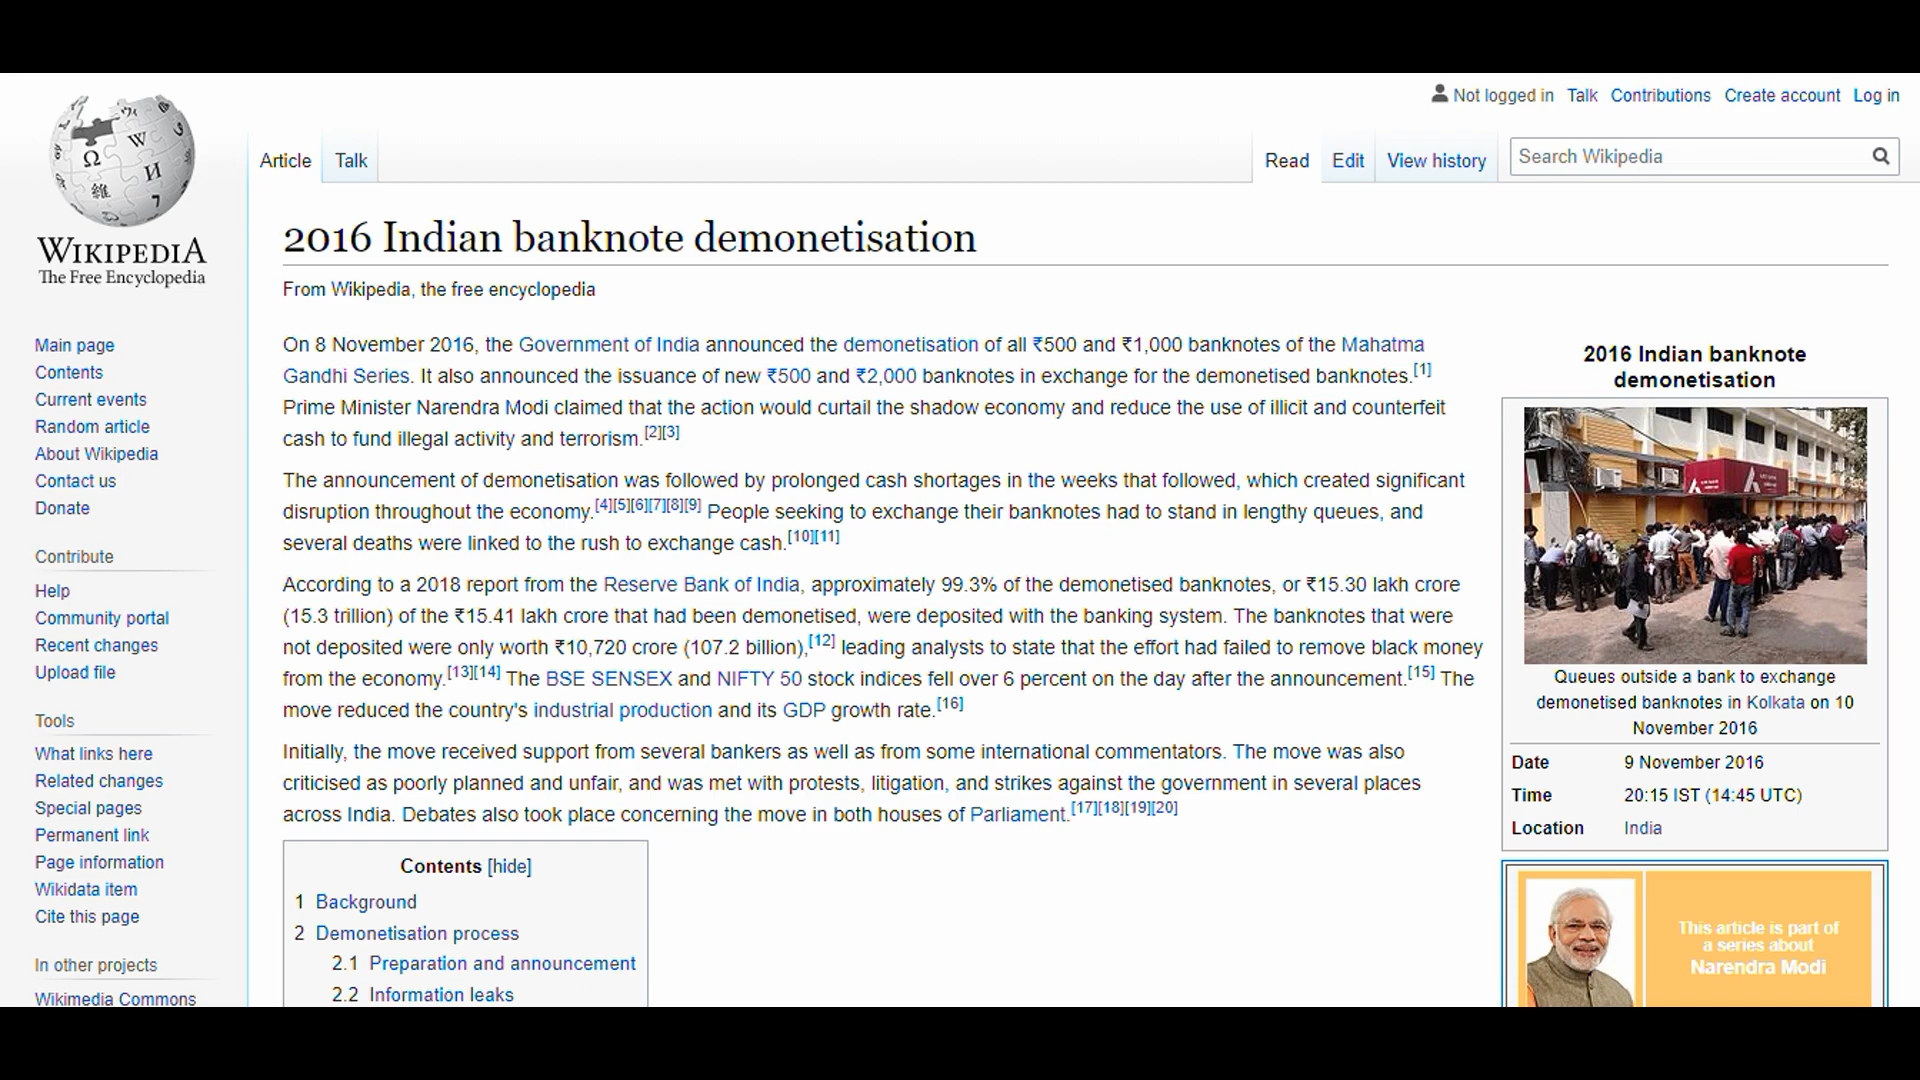 Not logged in Talk Contributions Create account Log in
Article Talk Read Edit View history Search Wikipedia
WIKIPEDIA
The Free Encyclopedia
Main page
Contents
Current events
Random article
About Wikipedia
Contact us
Donate
Contribute
Help
Community portal
Recent changes
Upload file
Tools
What links here
Related changes
Special pages
Permanent link
Page information
Wikidata item
Cite this page
In other projects
Wikimedia Commons
2016 Indian banknote demonetisation
From Wikipedia, the free encyclopedia
On 8 November 2016, the Government of India announced the demonetisation of all ₹500 and ₹1,000 banknotes of the Mahatma
Gandhi Series. It also announced the issuance of new ₹500 and ₹2,000 banknotes in exchange for the demonetised banknotes.[1]
Prime Minister Narendra Modi claimed that the action would curtail the shadow economy and reduce the use of illicit and counterfeit
cash to fund illegal activity and terrorism.[2][3]
The announcement of demonetisation was followed by prolonged cash shortages in the weeks that followed, which created significant
disruption throughout the economy.[4][5][6][7][8][9] People seeking to exchange their banknotes had to stand in lengthy queues, and
several deaths were linked to the rush to exchange cash.[10][11]
According to a 2018 report from the Reserve Bank of India, approximately 99.3% of the demonetised banknotes, or ₹15.30 lakh crore
(15.3 trillion) of the ₹15.41 lakh crore that had been demonetised, were deposited with the banking system. The banknotes that were
not deposited were only worth ₹10,720 crore (107.2 billion),[12] leading analysts to state that the effort had failed to remove black money
from the economy.[13][14] The BSE SENSEX and NIFTY 50 stock indices fell over 6 percent on the day after the announcement.[15] The
move reduced the country's industrial production and its GDP growth rate.[16]
Initially, the move received support from several bankers as well as from some international commentators. The move was also
criticised as poorly planned and unfair, and was met with protests, litigation, and strikes against the government in several places
across India. Debates also took place concerning the move in both houses of Parliament.[17][18][19][20]
Contents [hide]
1 Background
2 Demonetisation process
2.1 Preparation and announcement
2.2 Information leaks
2016 Indian banknote
demonetisation
Queues outside a bank to exchange
demonetised banknotes in Kolkata on 10
November 2016
Date 9 November 2016
Time 20:15 IST (14:45 UTC)
Location India
This article is part of
a series about
Narendra Modi